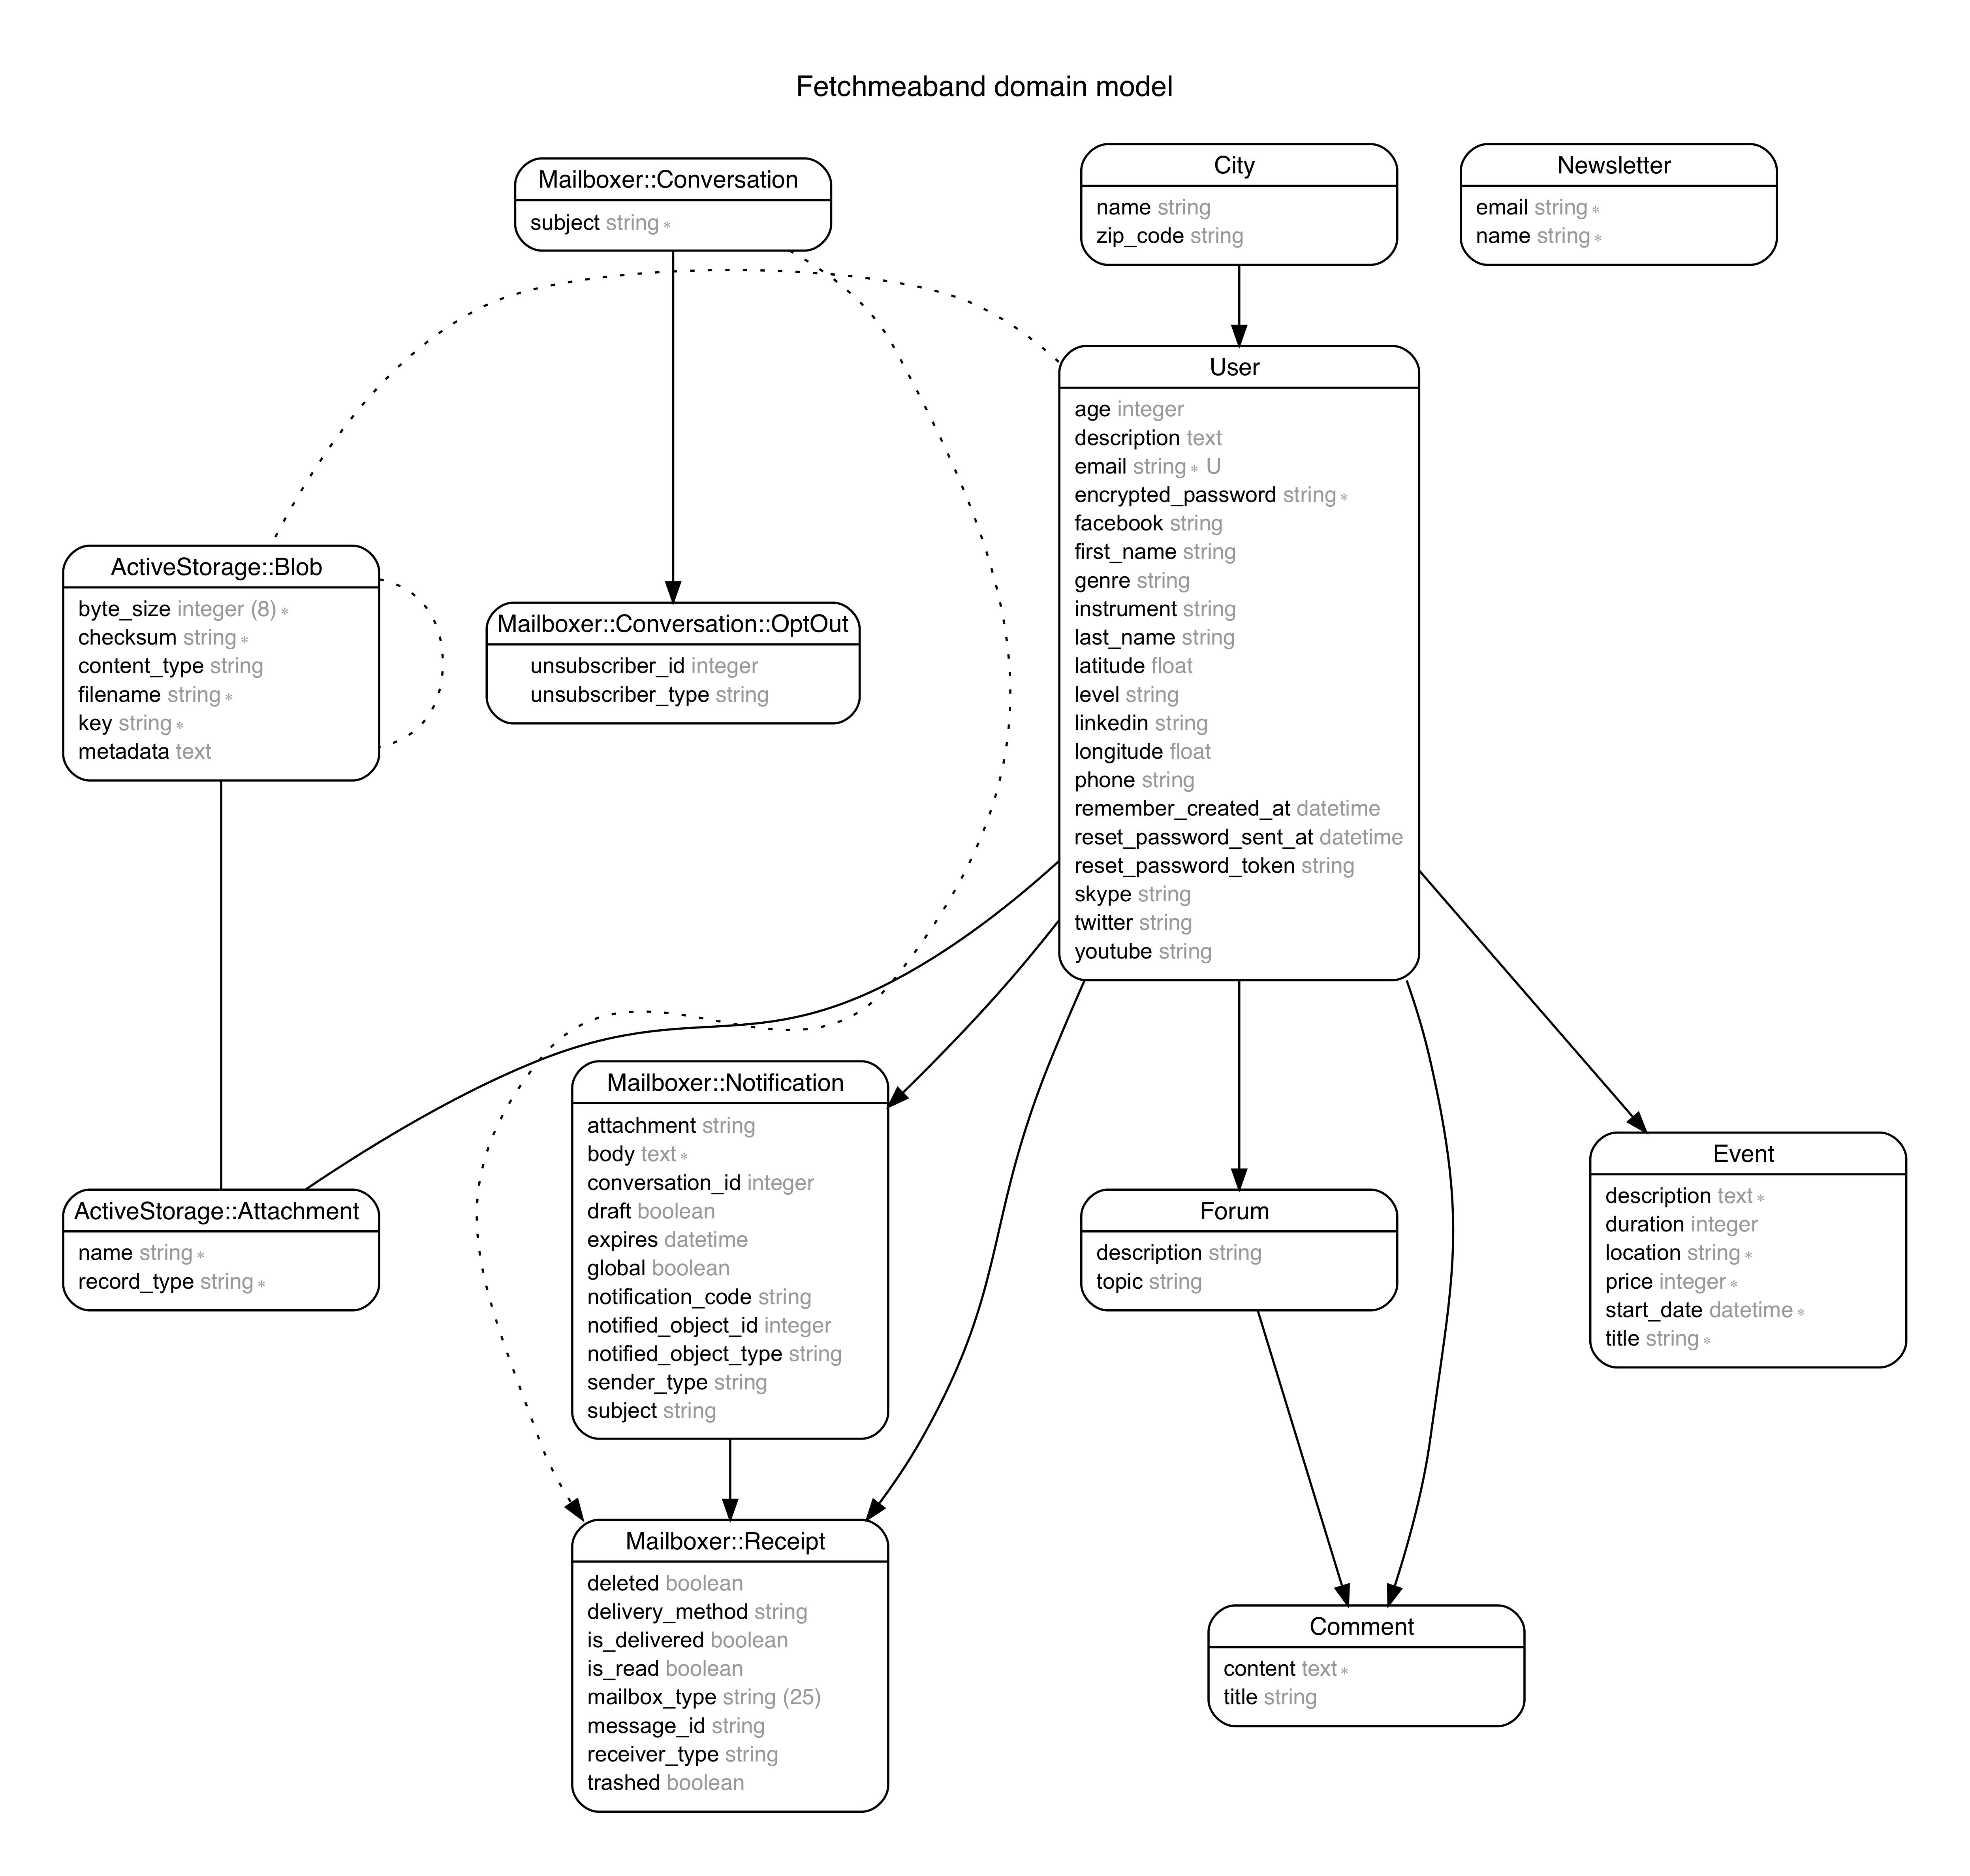 Fetchmeaband domain model
Mailboxer::Conversation
subject string ∗
City
name string
zip_code string
Newsletter
email string ∗
name string ∗
User
age integer
description text
email string ∗ U
encrypted_password string ∗
facebook string
first_name string
genre string
instrument string
last_name string
latitude float
level string
linkedin string
longitude float
phone string
remember_created_at datetime
reset_password_sent_at datetime
reset_password_token string
skype string
twitter string
youtube string
ActiveStorage::Blob
byte_size integer (8) ∗
checksum string ∗
content_type string
filename string ∗
key string ∗
metadata text
Mailboxer::Conversation::OptOut
unsubscriber_id integer
unsubscriber_type string
Mailboxer::Notification
attachment string
body text ∗
conversation_id integer
draft boolean
expires datetime
global boolean
notification_code string
notified_object_id integer
notified_object_type string
sender_type string
subject string
Event
description text ∗
duration integer
location string ∗
price integer ∗
start_date datetime ∗
title string ∗
ActiveStorage::Attachment
name string ∗
record_type string ∗
Forum
description string
topic string
Mailboxer::Receipt
deleted boolean
delivery_method string
is_delivered boolean
is_read boolean
mailbox_type string (25)
message_id string
receiver_type string
trashed boolean
Comment
content text ∗
title string